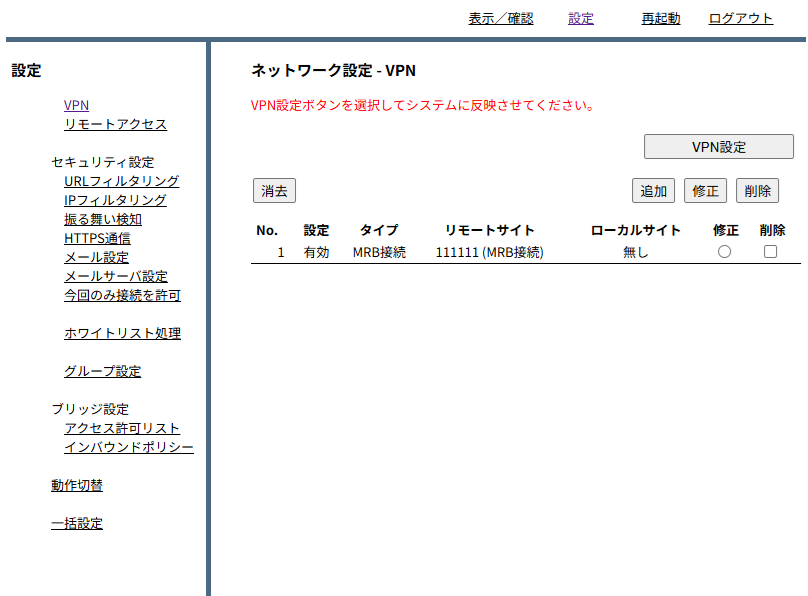 表示／確認 設定 再起動 ログアウト
設定
VPN
リモートアクセス
セキュリティ設定
URLフィルタリング
IPフィルタリング
振る舞い検知
HTTPS通信
メール設定
メールサーバ設定
今回のみ接続を許可
ホワイトリスト処理
グループ設定
ブリッジ設定
アクセス許可リスト
インバウンドポリシー
動作切替
一括設定
ネットワーク設定 - VPN
VPN設定ボタンを選択してシステムに反映させてください。
VPN設定
消去 追加 修正 削除
No. 設定 タイプ リモートサイト ローカルサイト 修正 削除
1 有効 MRB接続 111111 (MRB接続) 無し